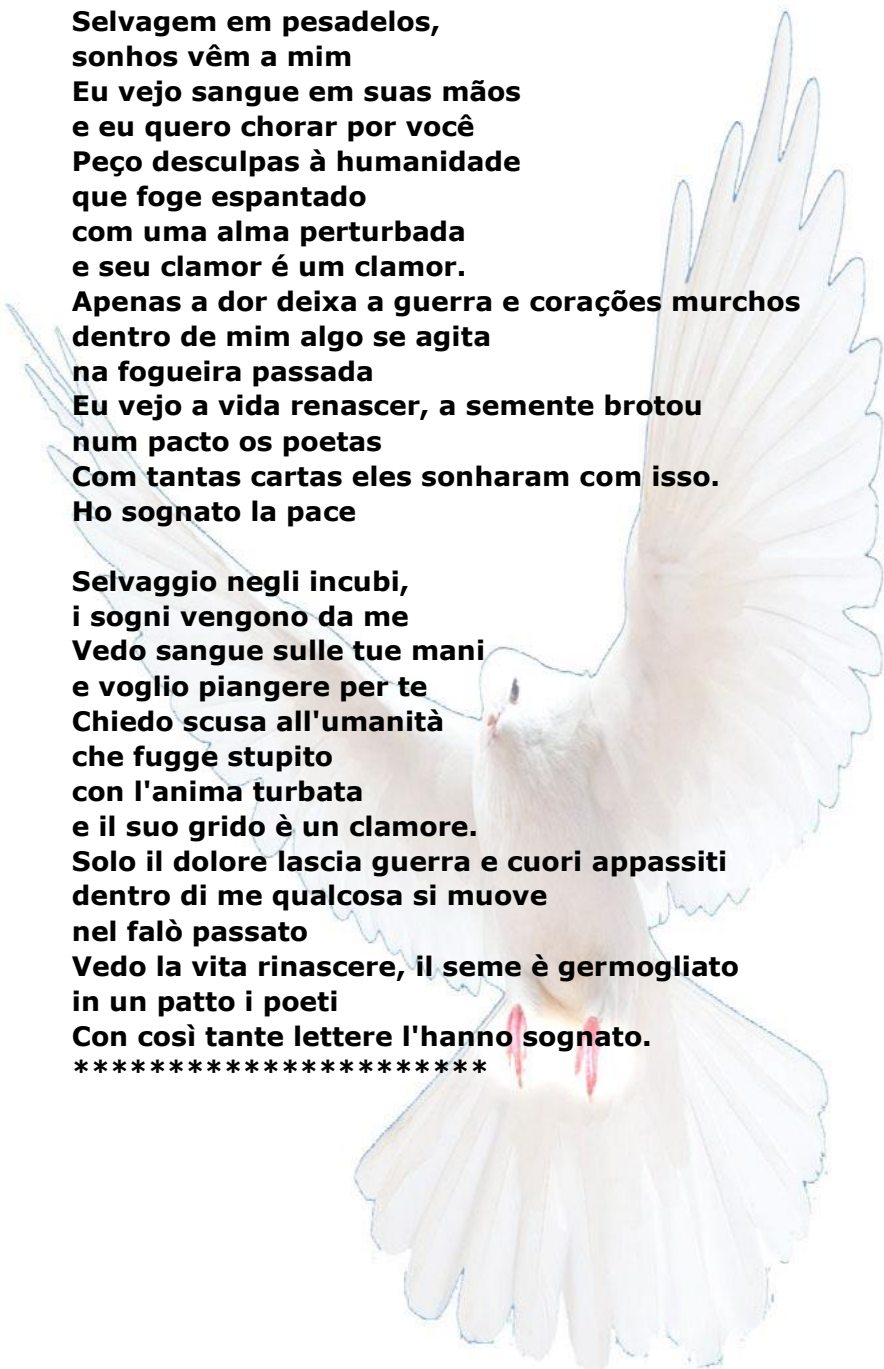 Selvagem em pesadelos,
sonhos vêm a mim
Eu vejo sangue em suas mãos
e eu quero chorar por você
Peço desculpas à humanidade
que foge espantado
com uma alma perturbada
e seu clamor é um clamor.
Apenas a dor deixa a guerra e corações murchos
dentro de mim algo se agita
na fogueira passada
Eu vejo a vida renascer, a semente brotou
num pacto os poetas
Com tantas cartas eles sonharam com isso.
Ho sognato la pace

Selvaggio negli incubi,
i sogni vengono da me
Vedo sangue sulle tue mani
e voglio piangere per te
Chiedo scusa all'umanità
che fugge stupito
con l'anima turbata
e il suo grido è un clamore.
Solo il dolore lascia guerra e cuori appassiti
dentro di me qualcosa si muove
nel falò passato
Vedo la vita rinascere, il seme è germogliato
in un patto i poeti
Con così tante lettere l'hanno sognato.
**********************